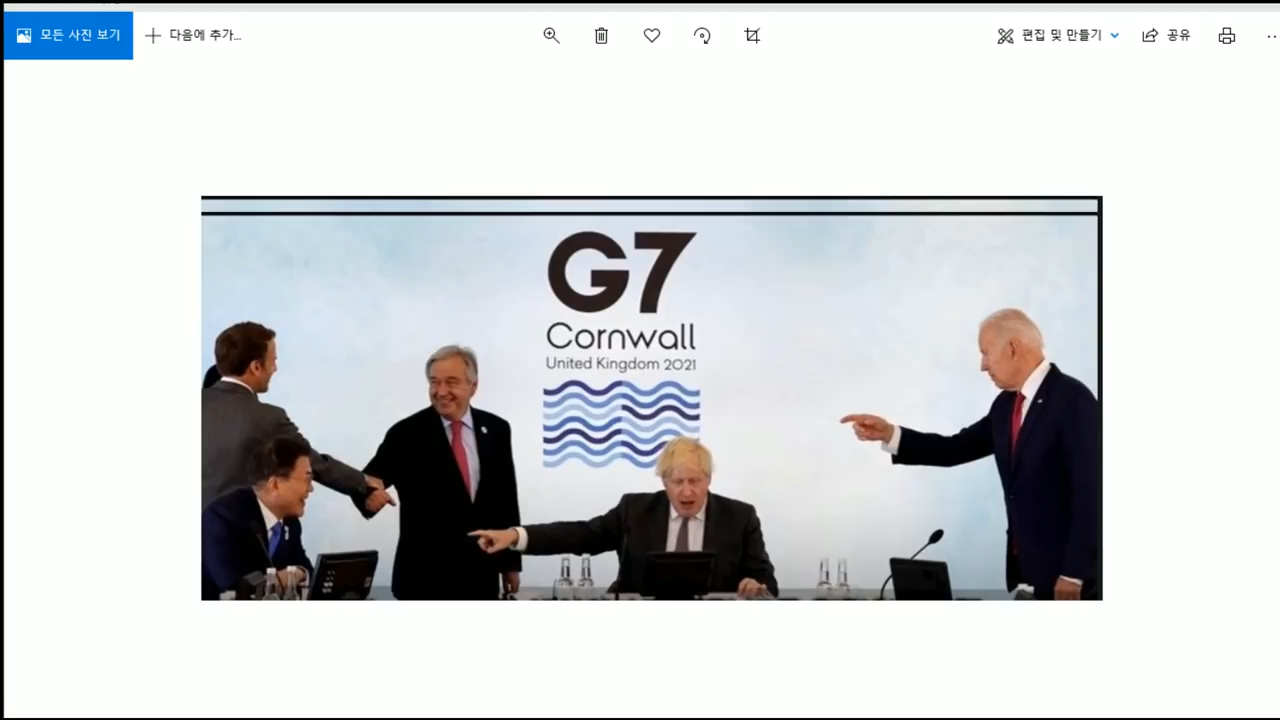 모든 사진 보기
다음에 추가...
편집 및 만들기
공유
G7
Cornwall
United Kingdom 2021